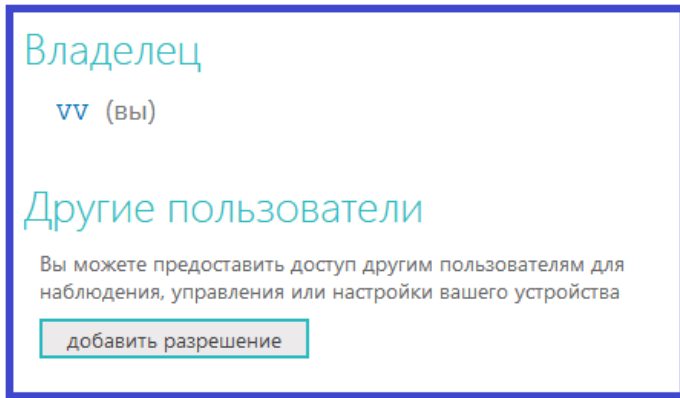 Владелец
vv (вы)
Другие пользователи
Вы можете предоставить доступ другим пользователям для
наблюдения, управления или настройки вашего устройства
добавить разрешение